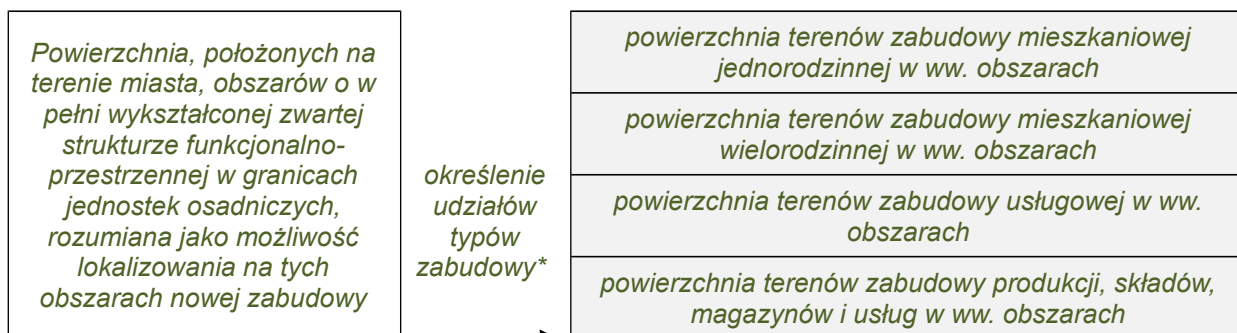 Powierzchnia, położonych na
terenie miasta, obszarów o w
pełni wykształconej zwartej
strukturze funkcjonalno-
przestrzennej w granicach
jednostek osadniczych,
rozumiana jako możliwość
lokalizowania na tych
obszarach nowej zabudowy
określenie
udziałów
typów
zabudowy*
powierzchnia terenów zabudowy mieszkaniowej
jednorodzinnej w ww. obszarach
powierzchnia terenów zabudowy mieszkaniowej
wielorodzinnej w ww. obszarach
powierzchnia terenów zabudowy usługowej w ww.
obszarach
powierzchnia terenów zabudowy produkcji, składów,
magazynów i usług w ww. obszarach